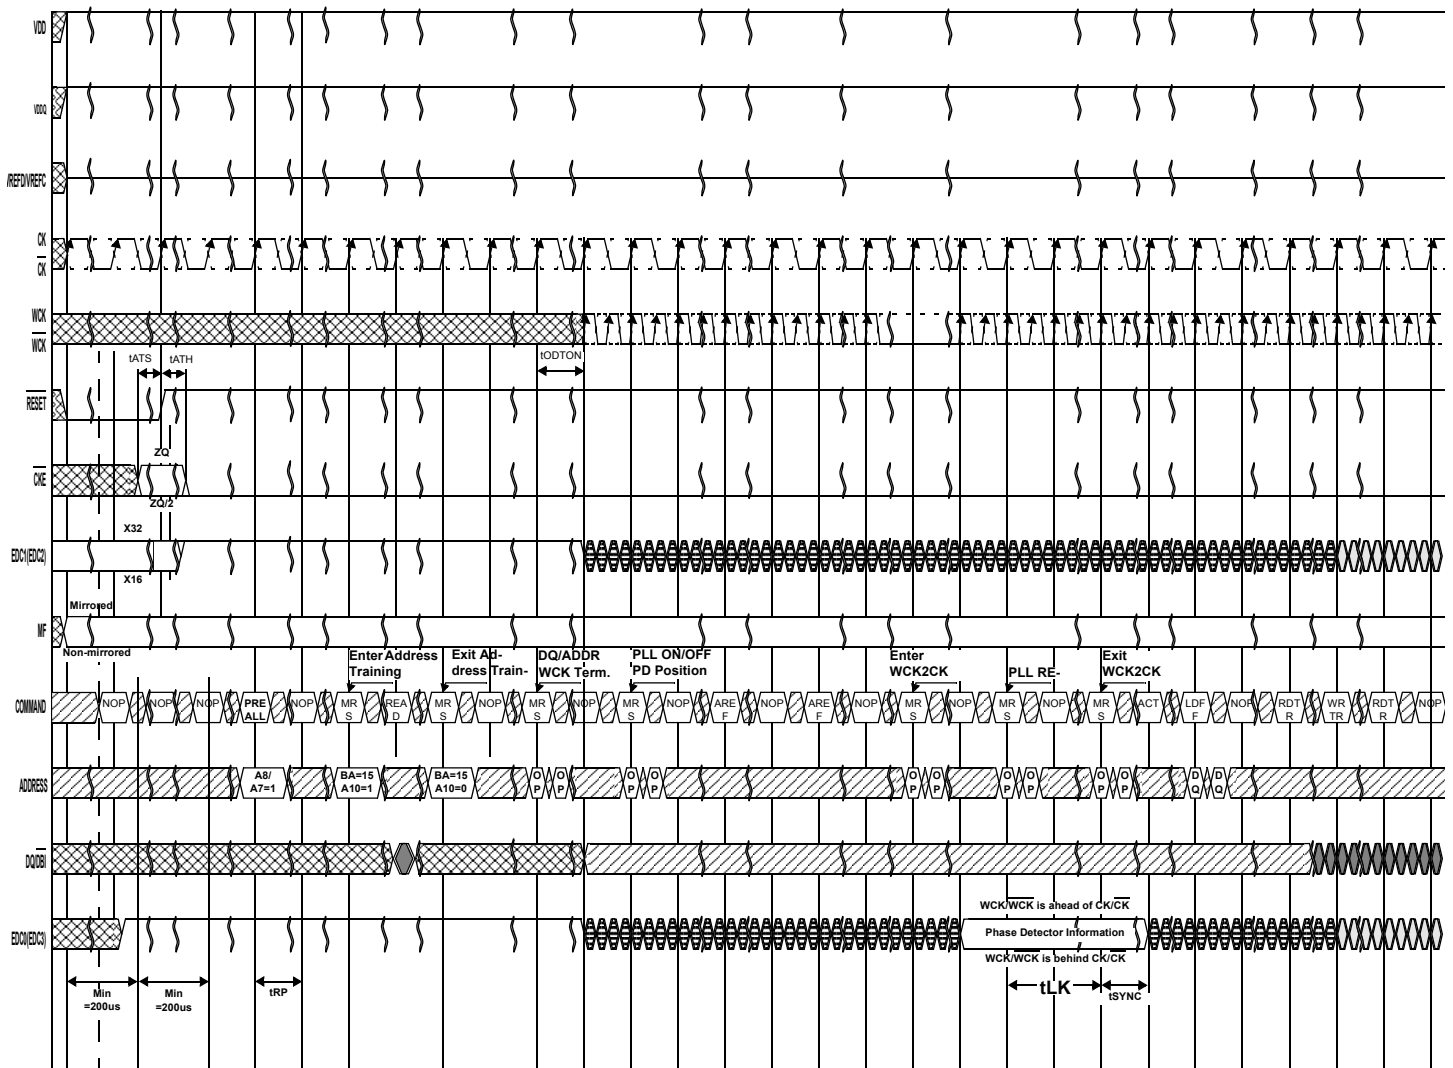 VDD
VDDQ
/REFD/VREFC
CK
CK
WCK
WCK
tATS
tATH
tODTON
RESET
ZQ
CKE
ZQ/2
X32
EDC1(EDC2)
X16
Mirrored
MF
Non-mirrored
Enter Address
Training
Exit Ad-
dress Train-
DQ/ADDR
WCK Term.
PLL ON/OFF
PD Position
Enter
WCK2CK
PLL RE-
Exit
WCK2CK
COMMAND
NOP
NOP
NOP
PRE
ALL
NOP
MR
S
REA
D
MR
S
NOP
MR
S
NOP
MR
S
NOP
ARE
F
NOP
ARE
F
NOP
MR
S
NOP
MR
S
NOP
MR
S
ACT
LDF
F
NOP
RDT
R
WR
TR
RDT
R
NOP
ADDRESS
A8/
A7=1
BA=15
A10=1
BA=15
A10=0
O
P
O
P
O
P
O
P
O
P
O
P
O
P
O
P
O
P
O
P
D
Q
D
Q
DQ/DBI
WCK/WCK is ahead of CK/CK
EDC0(EDC3)
Phase Detector Information
WCK/WCK is behind CK/CK
Min
=200us
Min
=200us
tRP
tLK
tSYNC